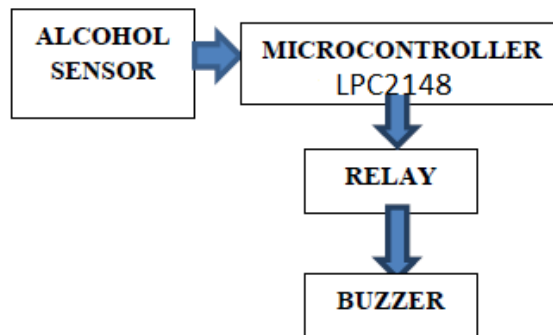 ALCOHOL
SENSOR
MICROCONTROLLER
LPC2148
RELAY
BUZZER